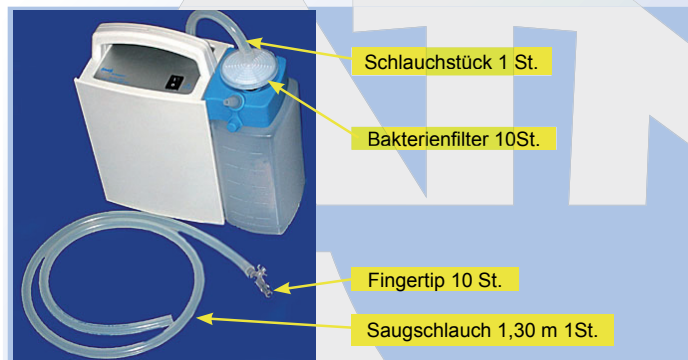 Schlauchstück 1 St.
Bakterienfilter 10St.
Fingertip 10 St.
Saugschlauch 1,30 m 1St.